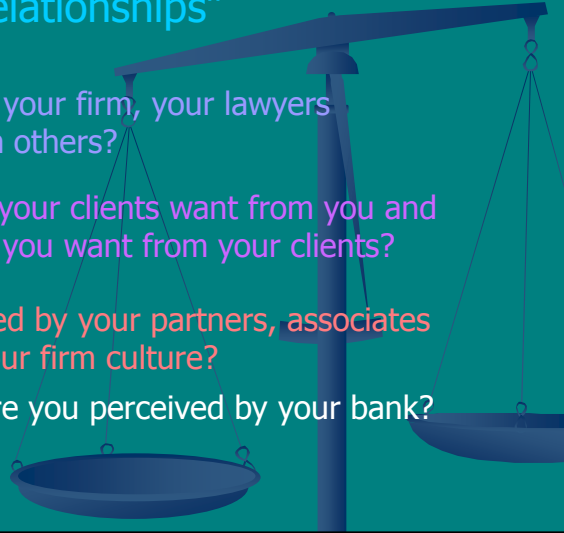 elationships"
your firm, your lawyers
others?
your clients want from you and
you want from your clients?
ed by your partners, associates
ur firm culture?
re you perceived by your bank?